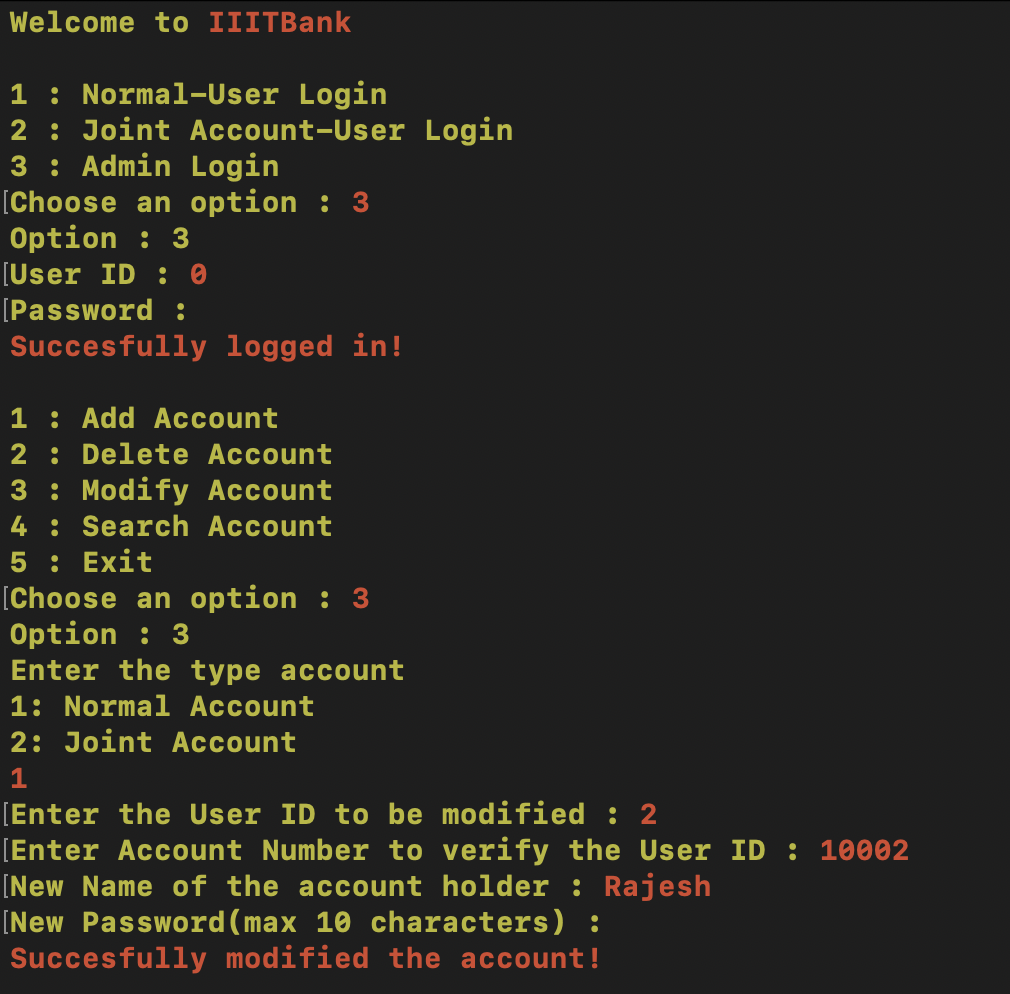 Welcome to IIITBank
1 : Normal-User Login
2 : Joint Account-User Login
3 : Admin Login
[Choose an option : 3
Option : 3
[User ID : 0
[Password :
Succesfully logged in!
1 : Add Account
2 : Delete Account
3 : Modify Account
4 : Search Account
5 : Exit
[Choose an option : 3
Option : 3
Enter the type account
1: Normal Account
2: Joint Account
1
[Enter the User ID to be modified : 2
[Enter Account Number to verify the User ID : 10002
[New Name of the account holder : Rajesh
[New Password(max 10 characters) :
Succesfully modified the account!